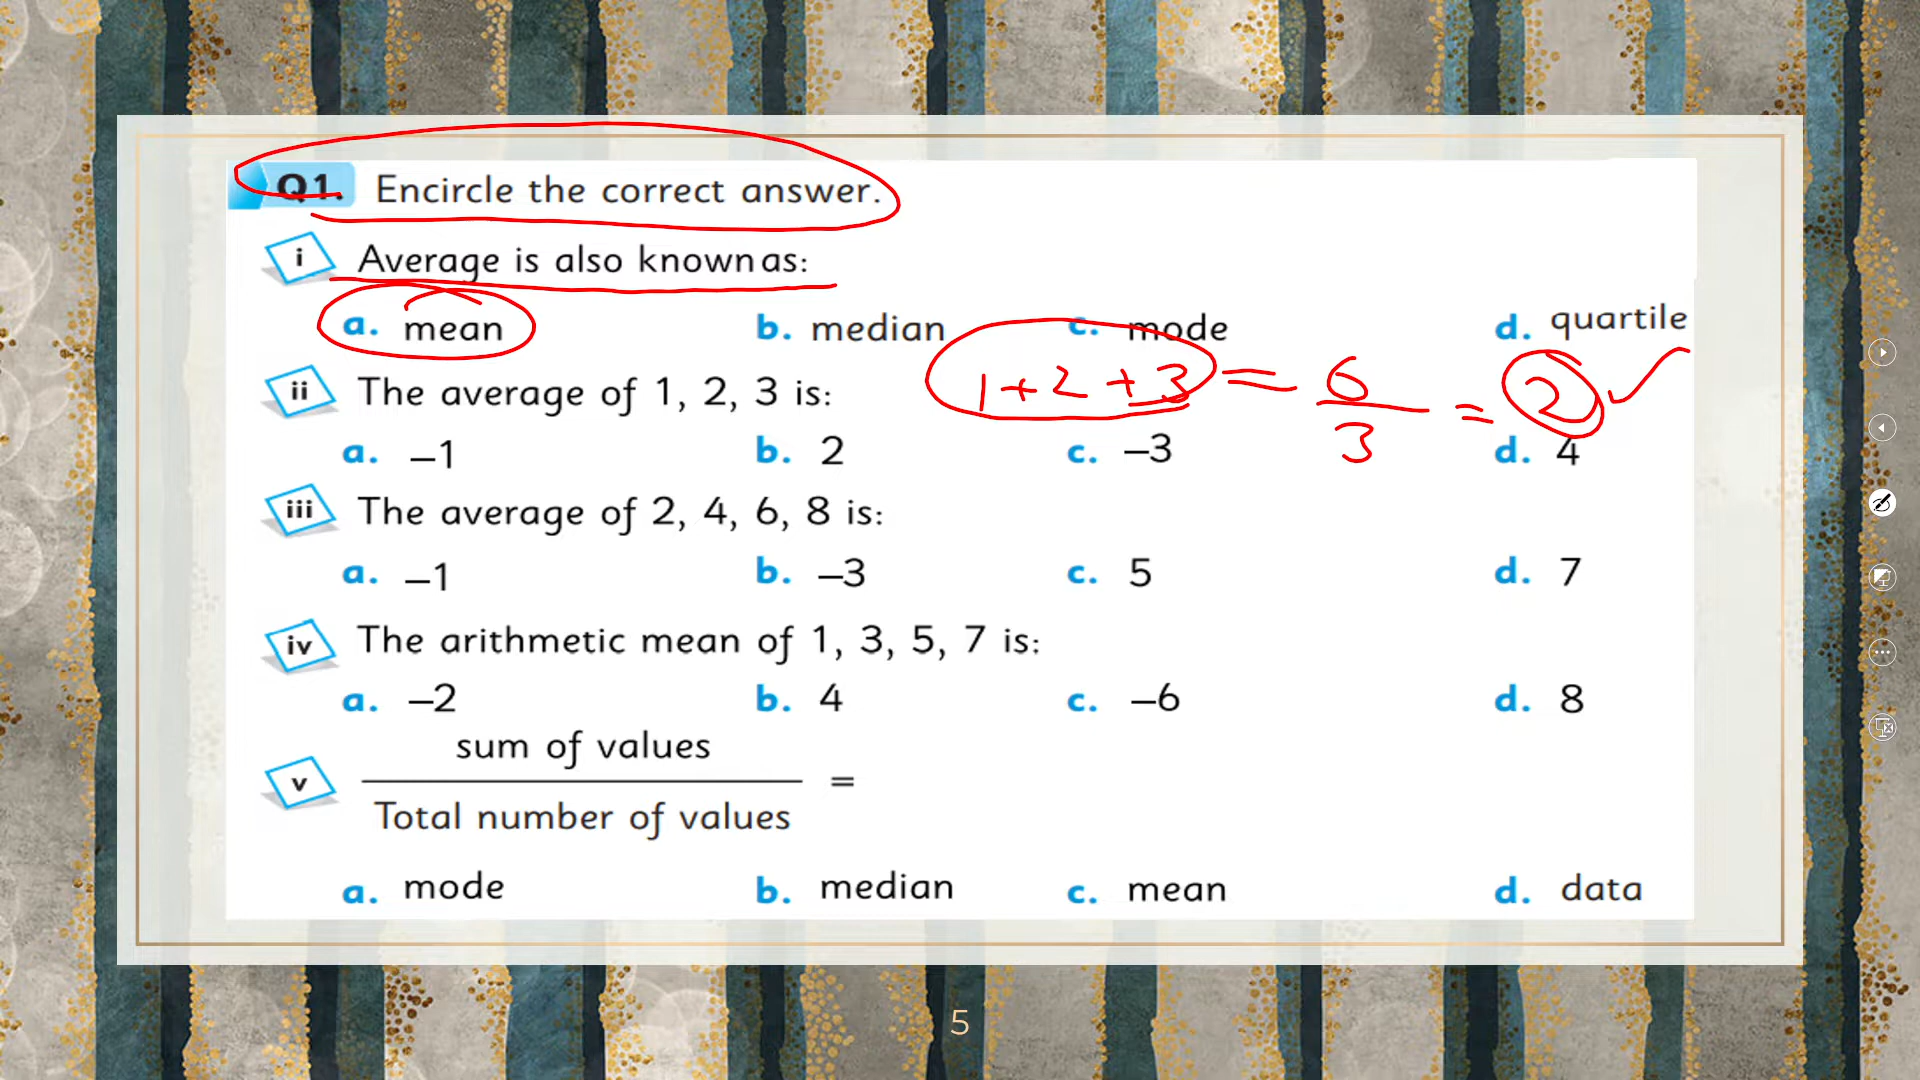 Q1. Encircle the correct answer.
i Average is also known as:
a. mean b. median c. mode d. quartile
1+2+3 = 6/3 = 2
ii The average of 1, 2, 3 is:
a. –1 b. 2 c. –3 d. 4
iii The average of 2, 4, 6, 8 is:
a. –1 b. –3 c. 5 d. 7
iv The arithmetic mean of 1, 3, 5, 7 is:
a. –2 b. 4 c. –6 d. 8
sum of values
v =
Total number of values
a. mode b. median c. mean d. data
5